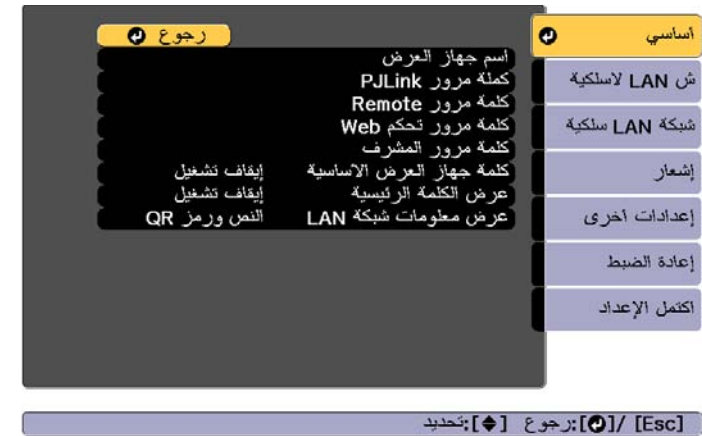 أساسي
ش LAN لاسلكية
شبكة LAN سلكية
إشعار
إعدادات أخرى
إعادة الضبط
اكتمل الإعداد
رجوع
اسم جهاز العرض
كملة مرور PJLink
كلمة مرور Remote
كلمة مرور تحكم Web
كلمة مرور المشرف
كلمة جهاز العرض الأساسية إيقاف تشغيل
عرض الكلمة الرئيسية إيقاف تشغيل
عرض معلومات شبكة LAN النص ورمز QR
[Esc] /[⏎]:رجوع [◆]:تحديد